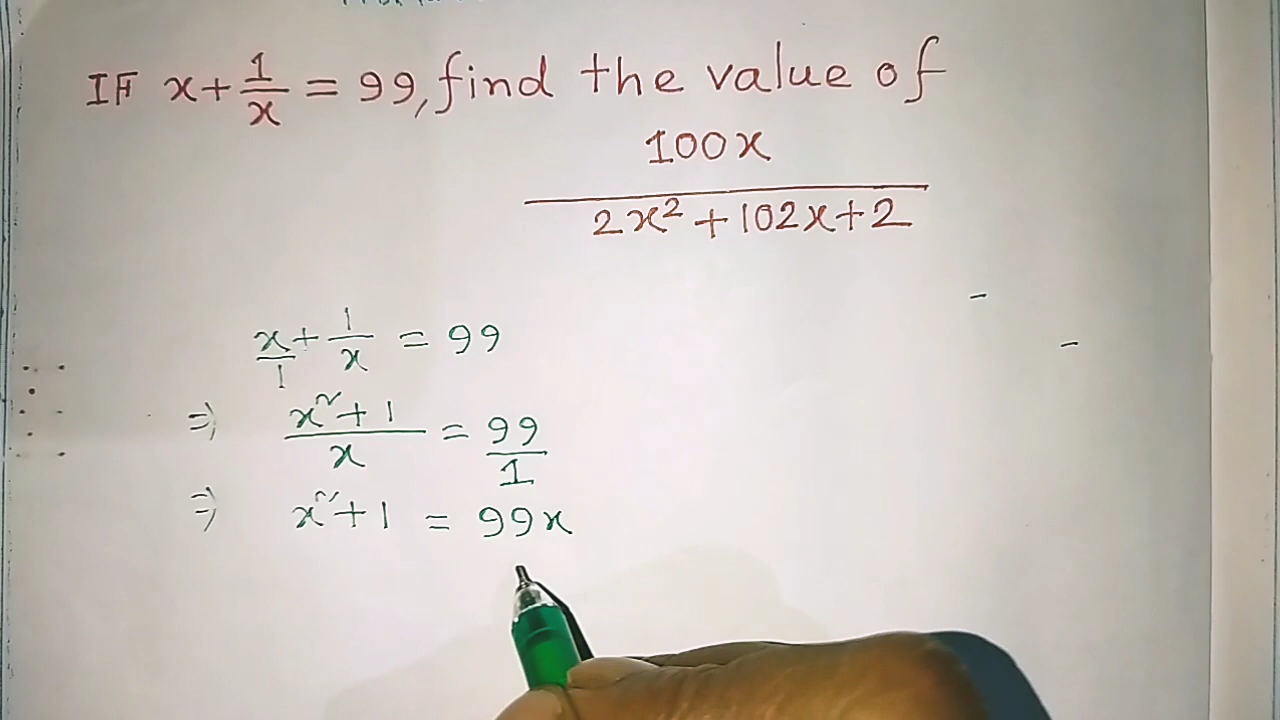 IF x + 1/x = 99, find the value of
100x
2x² + 102x + 2
x/1 + 1/x = 99
⇒ x² + 1 / x = 99/1
⇒ x² + 1 = 99x